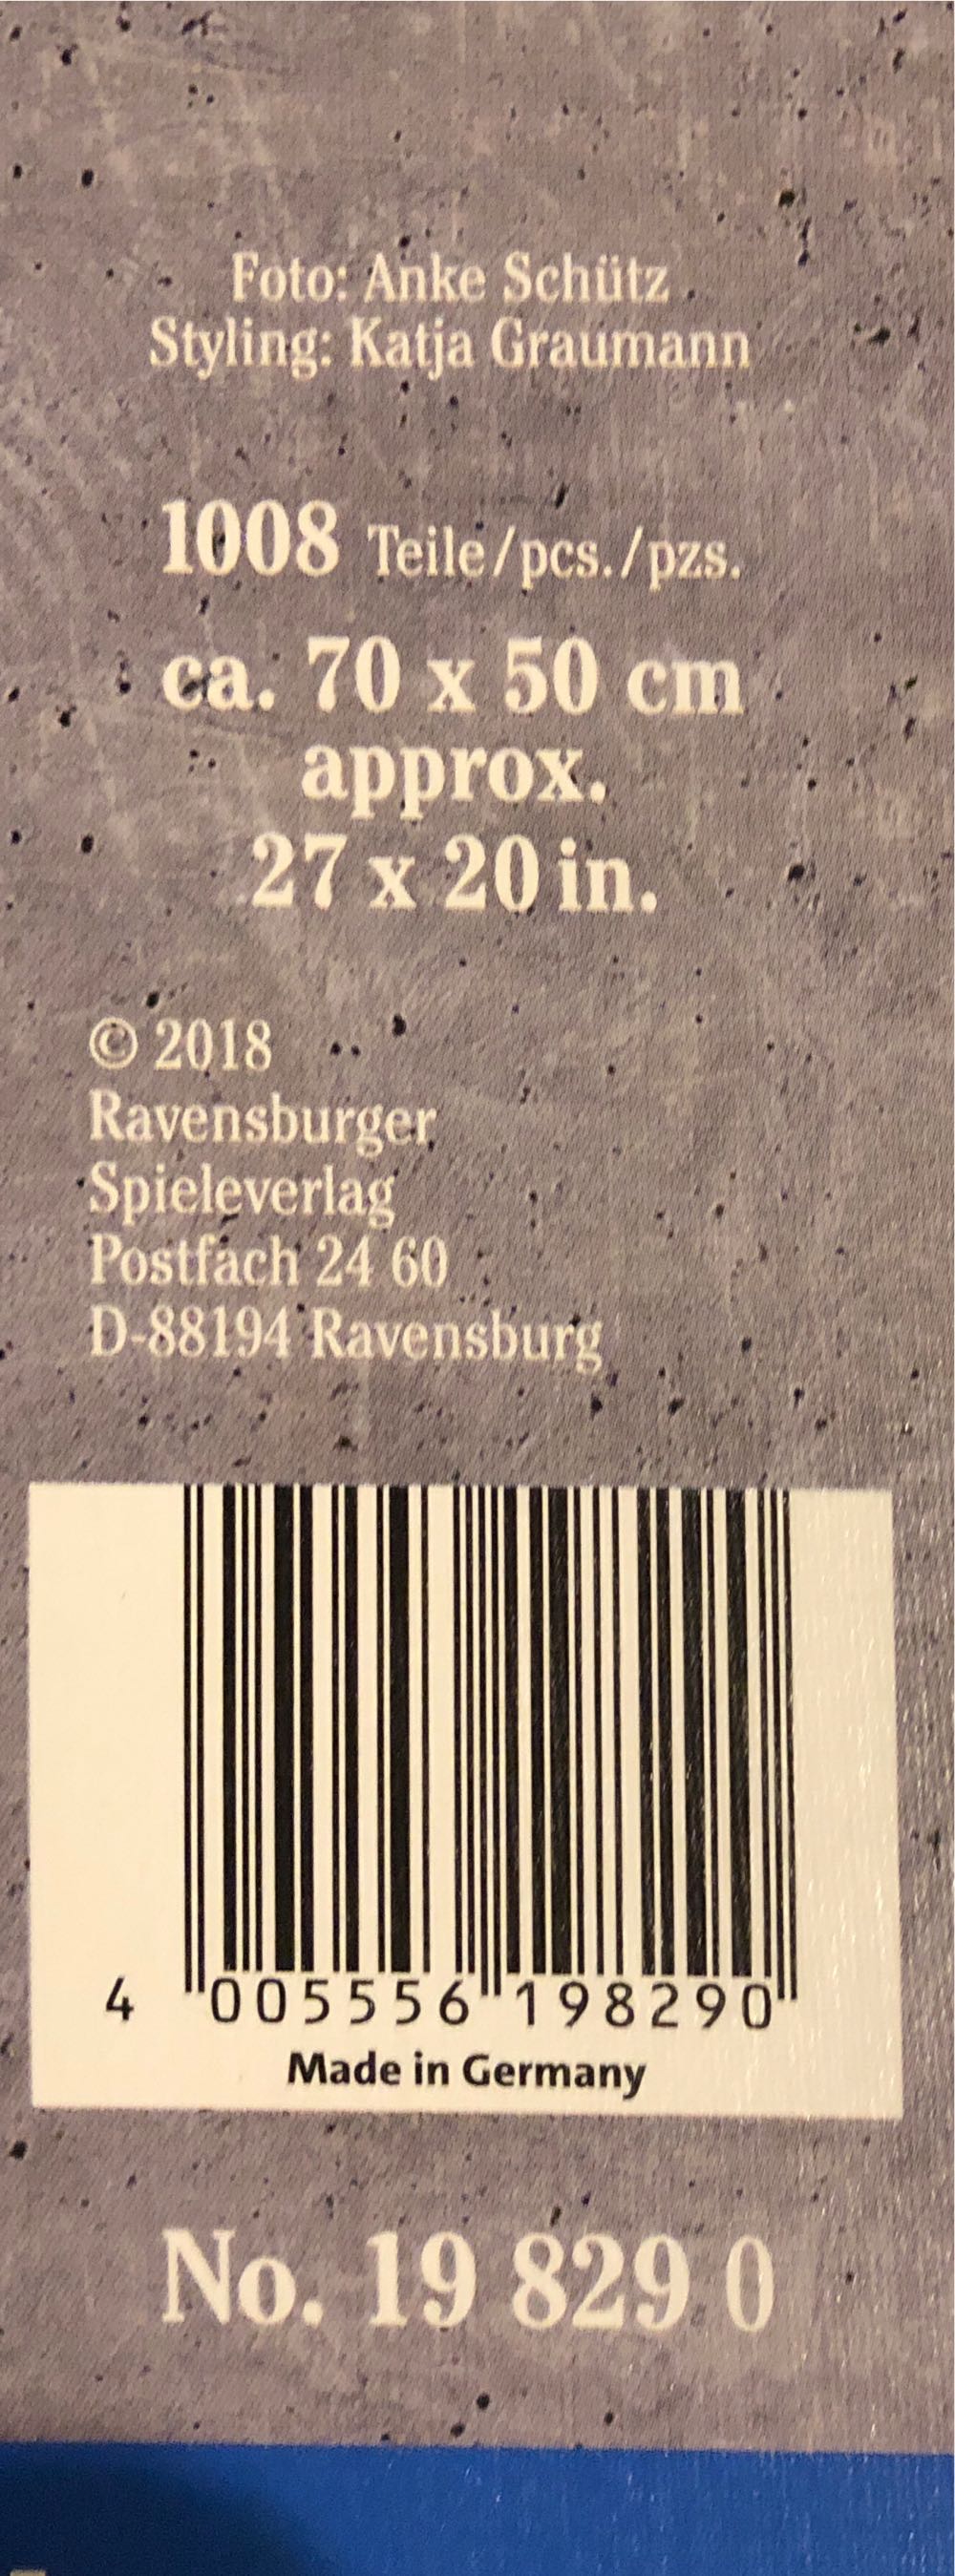 Foto: Anke Schütz
Styling: Katja Graumann
1008 Teile/pcs./pzs.
ca. 70 x 50 cm
approx.
27 x 20 in.
© 2018
Ravensburger
Spieleverlag
Postfach 24 60
D-88194 Ravensburg
4 005556 198290
Made in Germany
No. 19 829 0